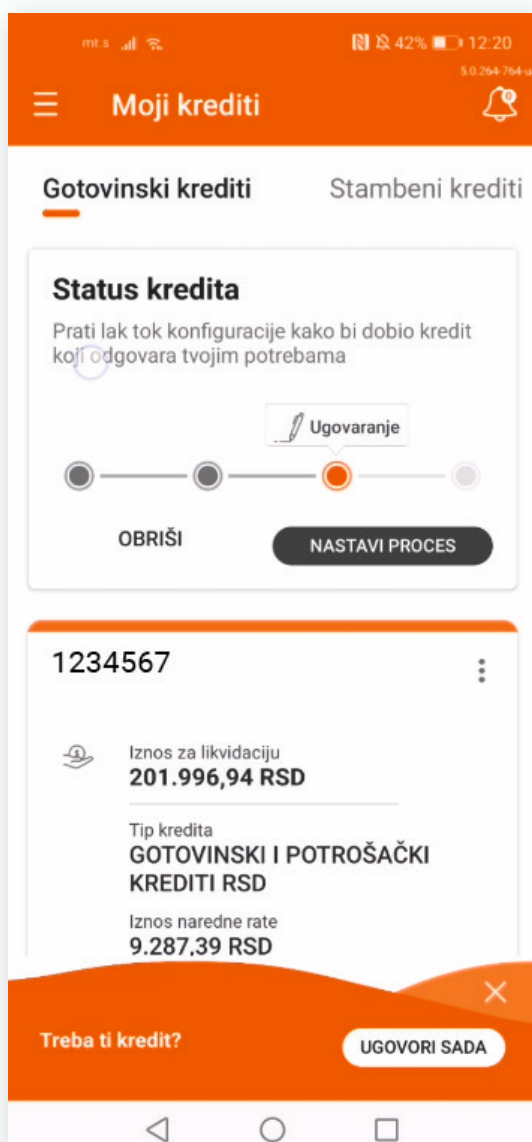 mt:s 42% 12:20
5.0.264-764-u
Moji krediti
0
Gotovinski krediti Stambeni krediti
Status kredita
Prati lak tok konfiguracije kako bi dobio kredit
koji odgovara tvojim potrebama
Ugovaranje
OBRIŠI NASTAVI PROCES
1234567
Iznos za likvidaciju
201.996,94 RSD
Tip kredita
GOTOVINSKI I POTROŠAČKI
KREDITI RSD
Iznos naredne rate
9.287,39 RSD
Treba ti kredit? UGOVORI SADA